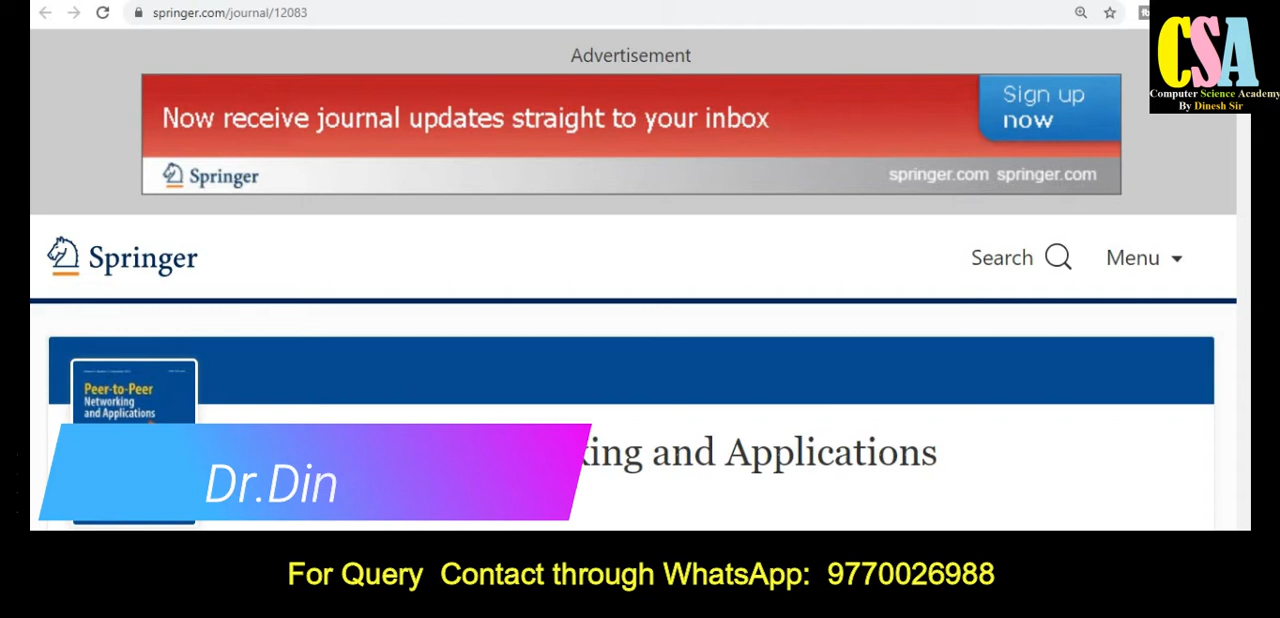 springer.com/journal/12083
CSA
Computer Science Academy
By Dinesh Sir
Advertisement
Now receive journal updates straight to your inbox
Sign up
now
Springer
springer.com springer.com
Springer
Search
Menu
Peer-to-Peer
Networking
and Applications
king and Applications
Dr.Din
For Query Contact through WhatsApp: 9770026988